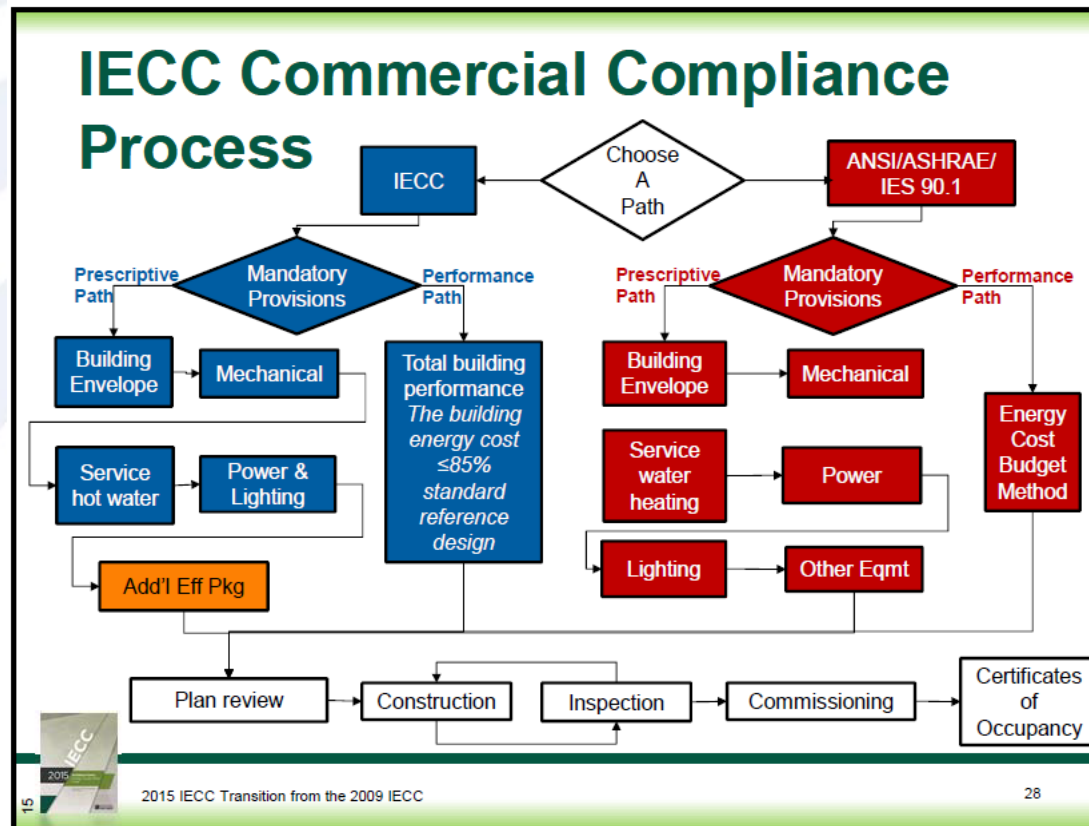 IECC Commercial Compliance
Process
Choose
A
Path
IECC
ANSI/ASHRAE/
IES 90.1
Prescriptive
Path
Mandatory
Provisions
Performance
Path
Building
Envelope
Mechanical
Service
hot water
Power &
Lighting
Add'l Eff Pkg
Total building
performance
The building
energy cost
≤85%
standard
reference
design
Prescriptive
Path
Mandatory
Provisions
Performance
Path
Building
Envelope
Mechanical
Service
water
heating
Power
Lighting
Other Eqmt
Energy
Cost
Budget
Method
Plan review
Construction
Inspection
Commissioning
Certificates
of
Occupancy
IECC
2015
15
2015 IECC Transition from the 2009 IECC
28